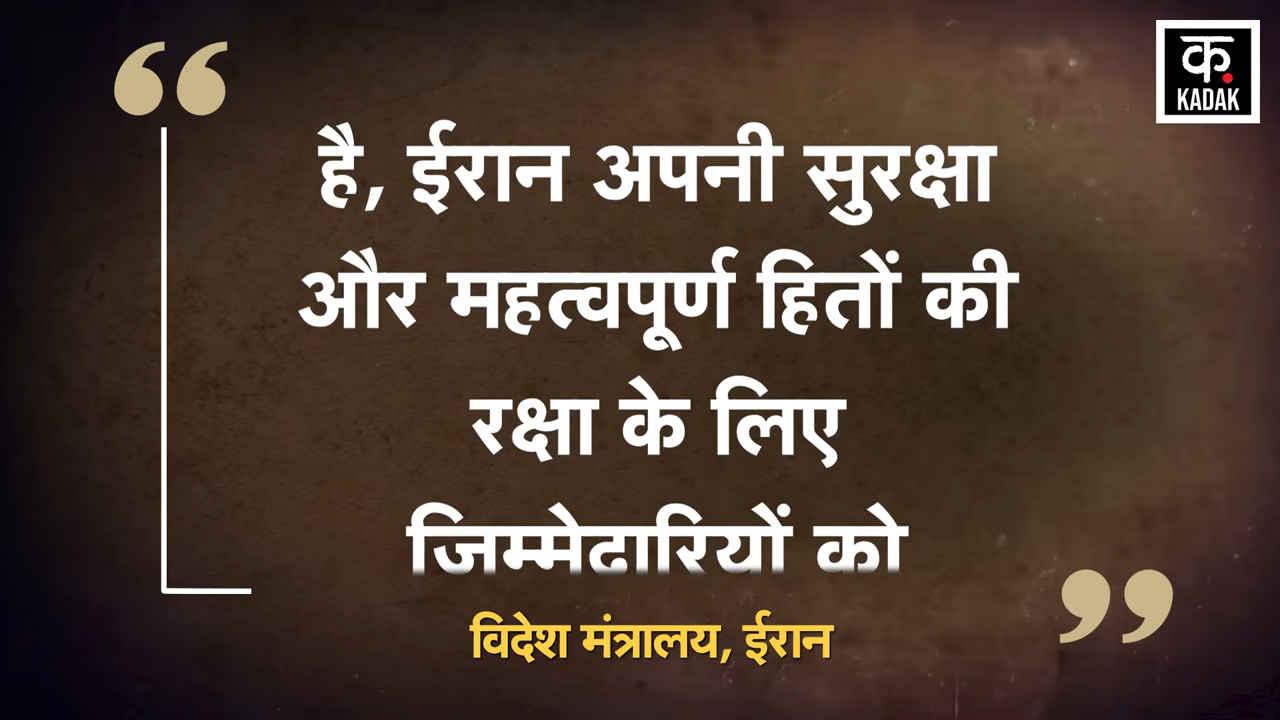 क.
KADAK
है, ईरान अपनी सुरक्षा
और महत्वपूर्ण हितों की
रक्षा के लिए
जिम्मेदारियों को
विदेश मंत्रालय, ईरान